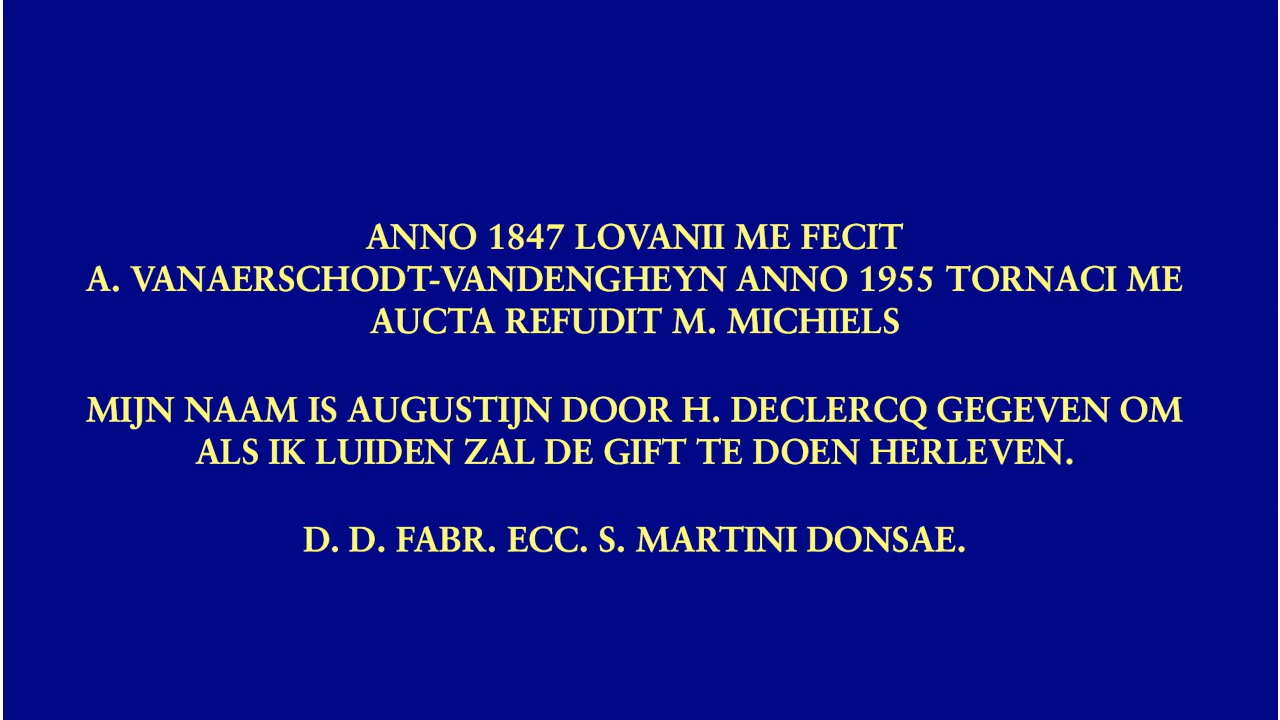 ANNO 1847 LOVANII ME FECIT
A. VANAERSCHODT-VANDENGHEYN ANNO 1955 TORNACI ME
AUCTA REFUDIT M. MICHIELS
MIJN NAAM IS AUGUSTIJN DOOR H. DECLERCQ GEGEVEN OM
ALS IK LUIDEN ZAL DE GIFT TE DOEN HERLEVEN.
D. D. FABR. ECC. S. MARTINI DONSAE.